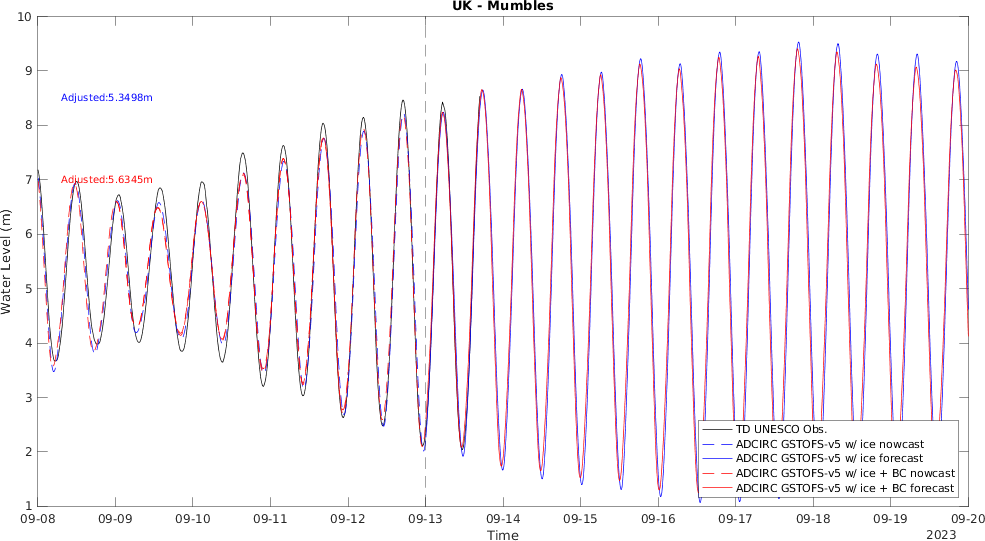 UK - Mumbles
10
9
8
7
6
5
4
3
2
1
Water Level (m)
Adjusted:5.3498m
Adjusted:5.6345m
TD UNESCO Obs.
ADCIRC GSTOFS-v5 w/ ice nowcast
ADCIRC GSTOFS-v5 w/ ice forecast
ADCIRC GSTOFS-v5 w/ ice + BC nowcast
ADCIRC GSTOFS-v5 w/ ice + BC forecast
09-08 09-09 09-10 09-11 09-12 09-13 09-14 09-15 09-16 09-17 09-18 09-19 09-20
Time
2023